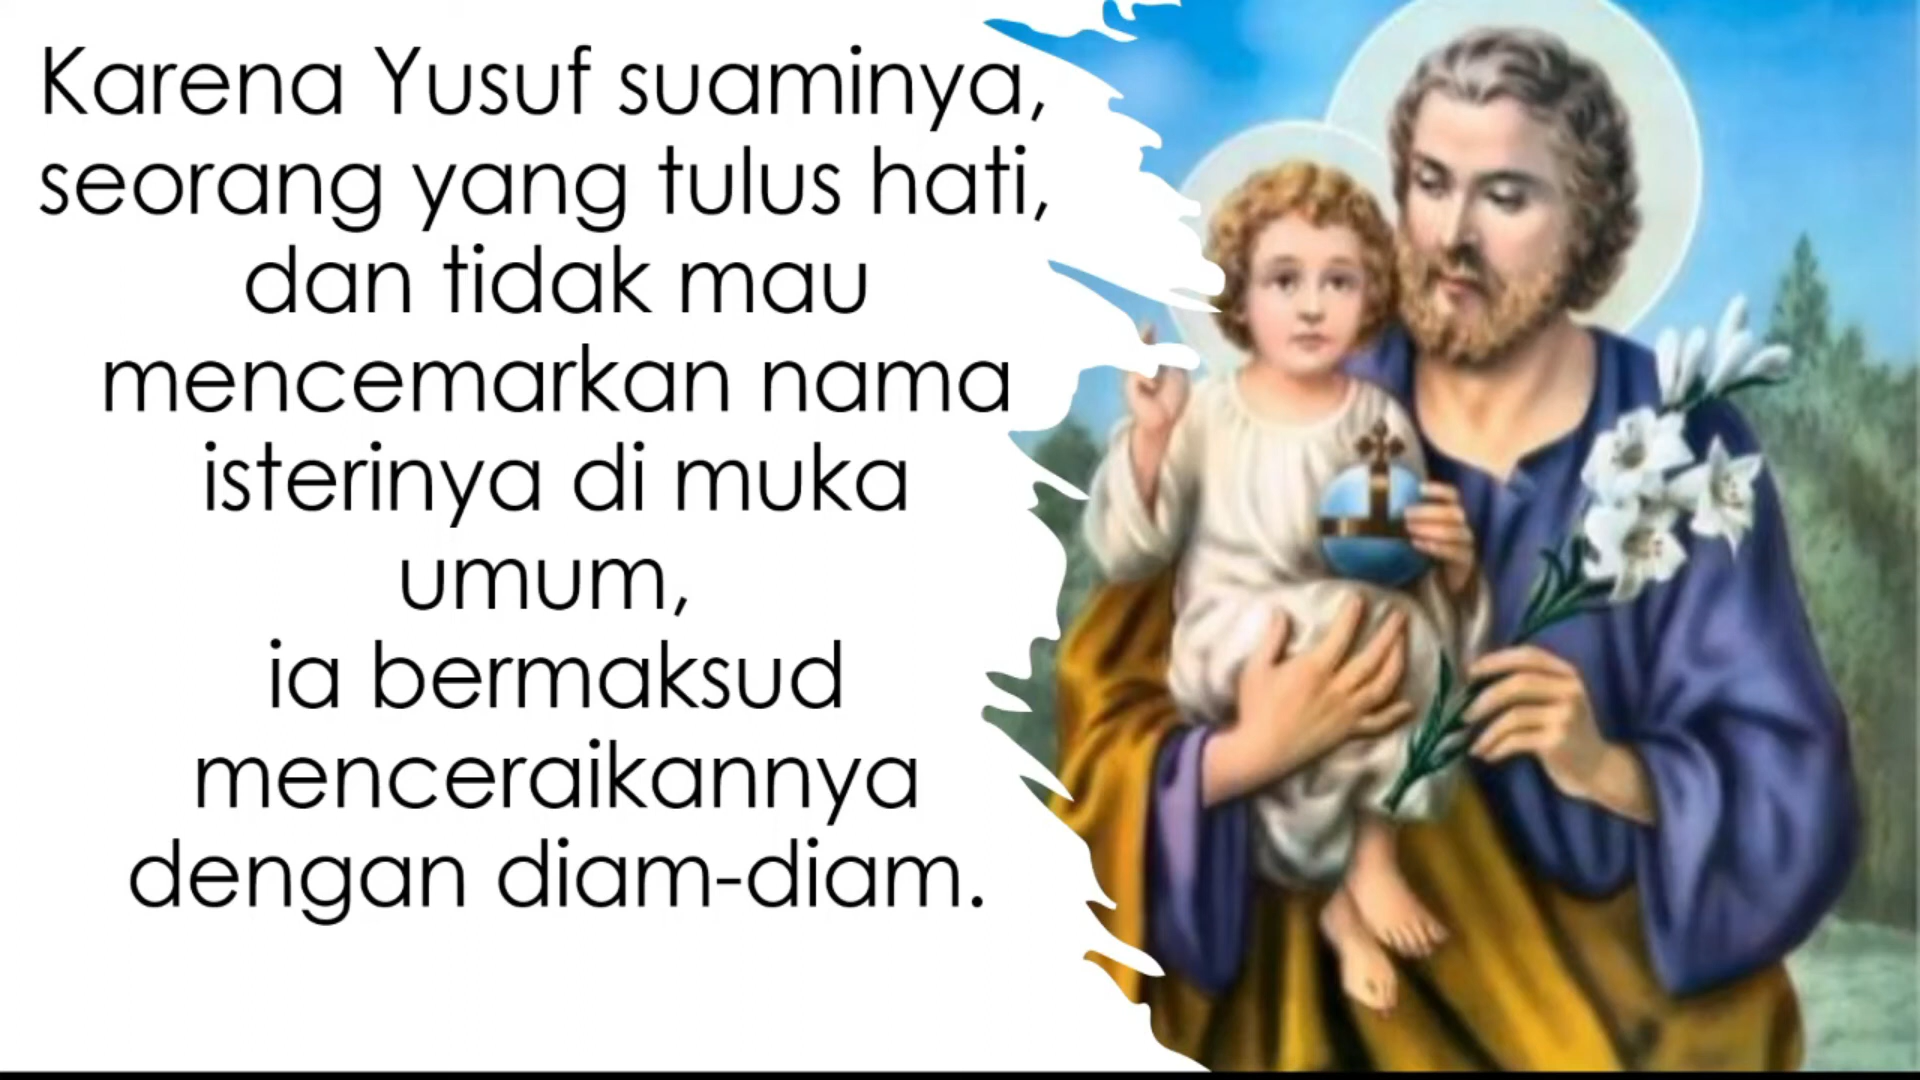 Karena Yusuf suaminya,
seorang yang tulus hati,
dan tidak mau
mencemarkan nama
isterinya di muka
umum,
ia bermaksud
menceraikannya
dengan diam-diam.